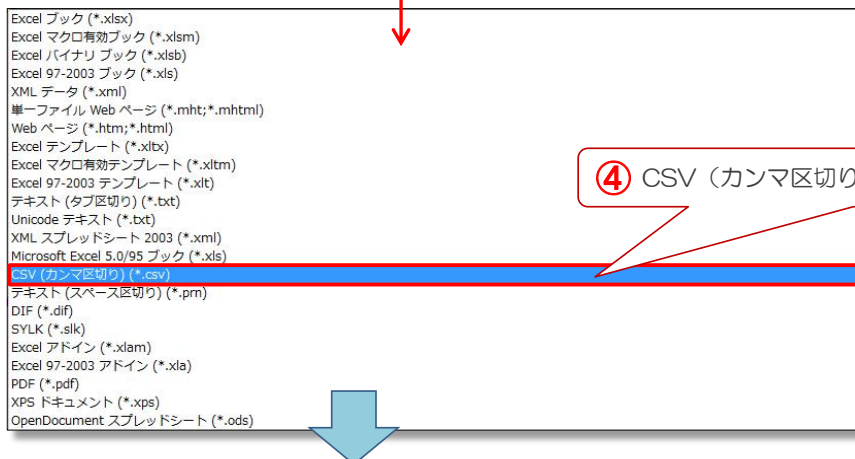 Excel ブック (*.xlsx)
Excel マクロ有効ブック (*.xlsm)
Excel バイナリ ブック (*.xlsb)
Excel 97-2003 ブック (*.xls)
XML データ (*.xml)
単一ファイル Web ページ (*.mht;*.mhtml)
Web ページ (*.htm;*.html)
Excel テンプレート (*.xltx)
Excel マクロ有効テンプレート (*.xltm)
Excel 97-2003 テンプレート (*.xlt)
テキスト (タブ区切り) (*.txt)
Unicode テキスト (*.txt)
XML スプレッドシート 2003 (*.xml)
Microsoft Excel 5.0/95 ブック (*.xls)
CSV (カンマ区切り) (*.csv)
テキスト (スペース区切り) (*.prn)
DIF (*.dif)
SYLK (*.slk)
Excel アドイン (*.xlam)
Excel 97-2003 アドイン (*.xla)
PDF (*.pdf)
XPS ドキュメント (*.xps)
OpenDocument スプレッドシート (*.ods)
④ CSV（カンマ区切り